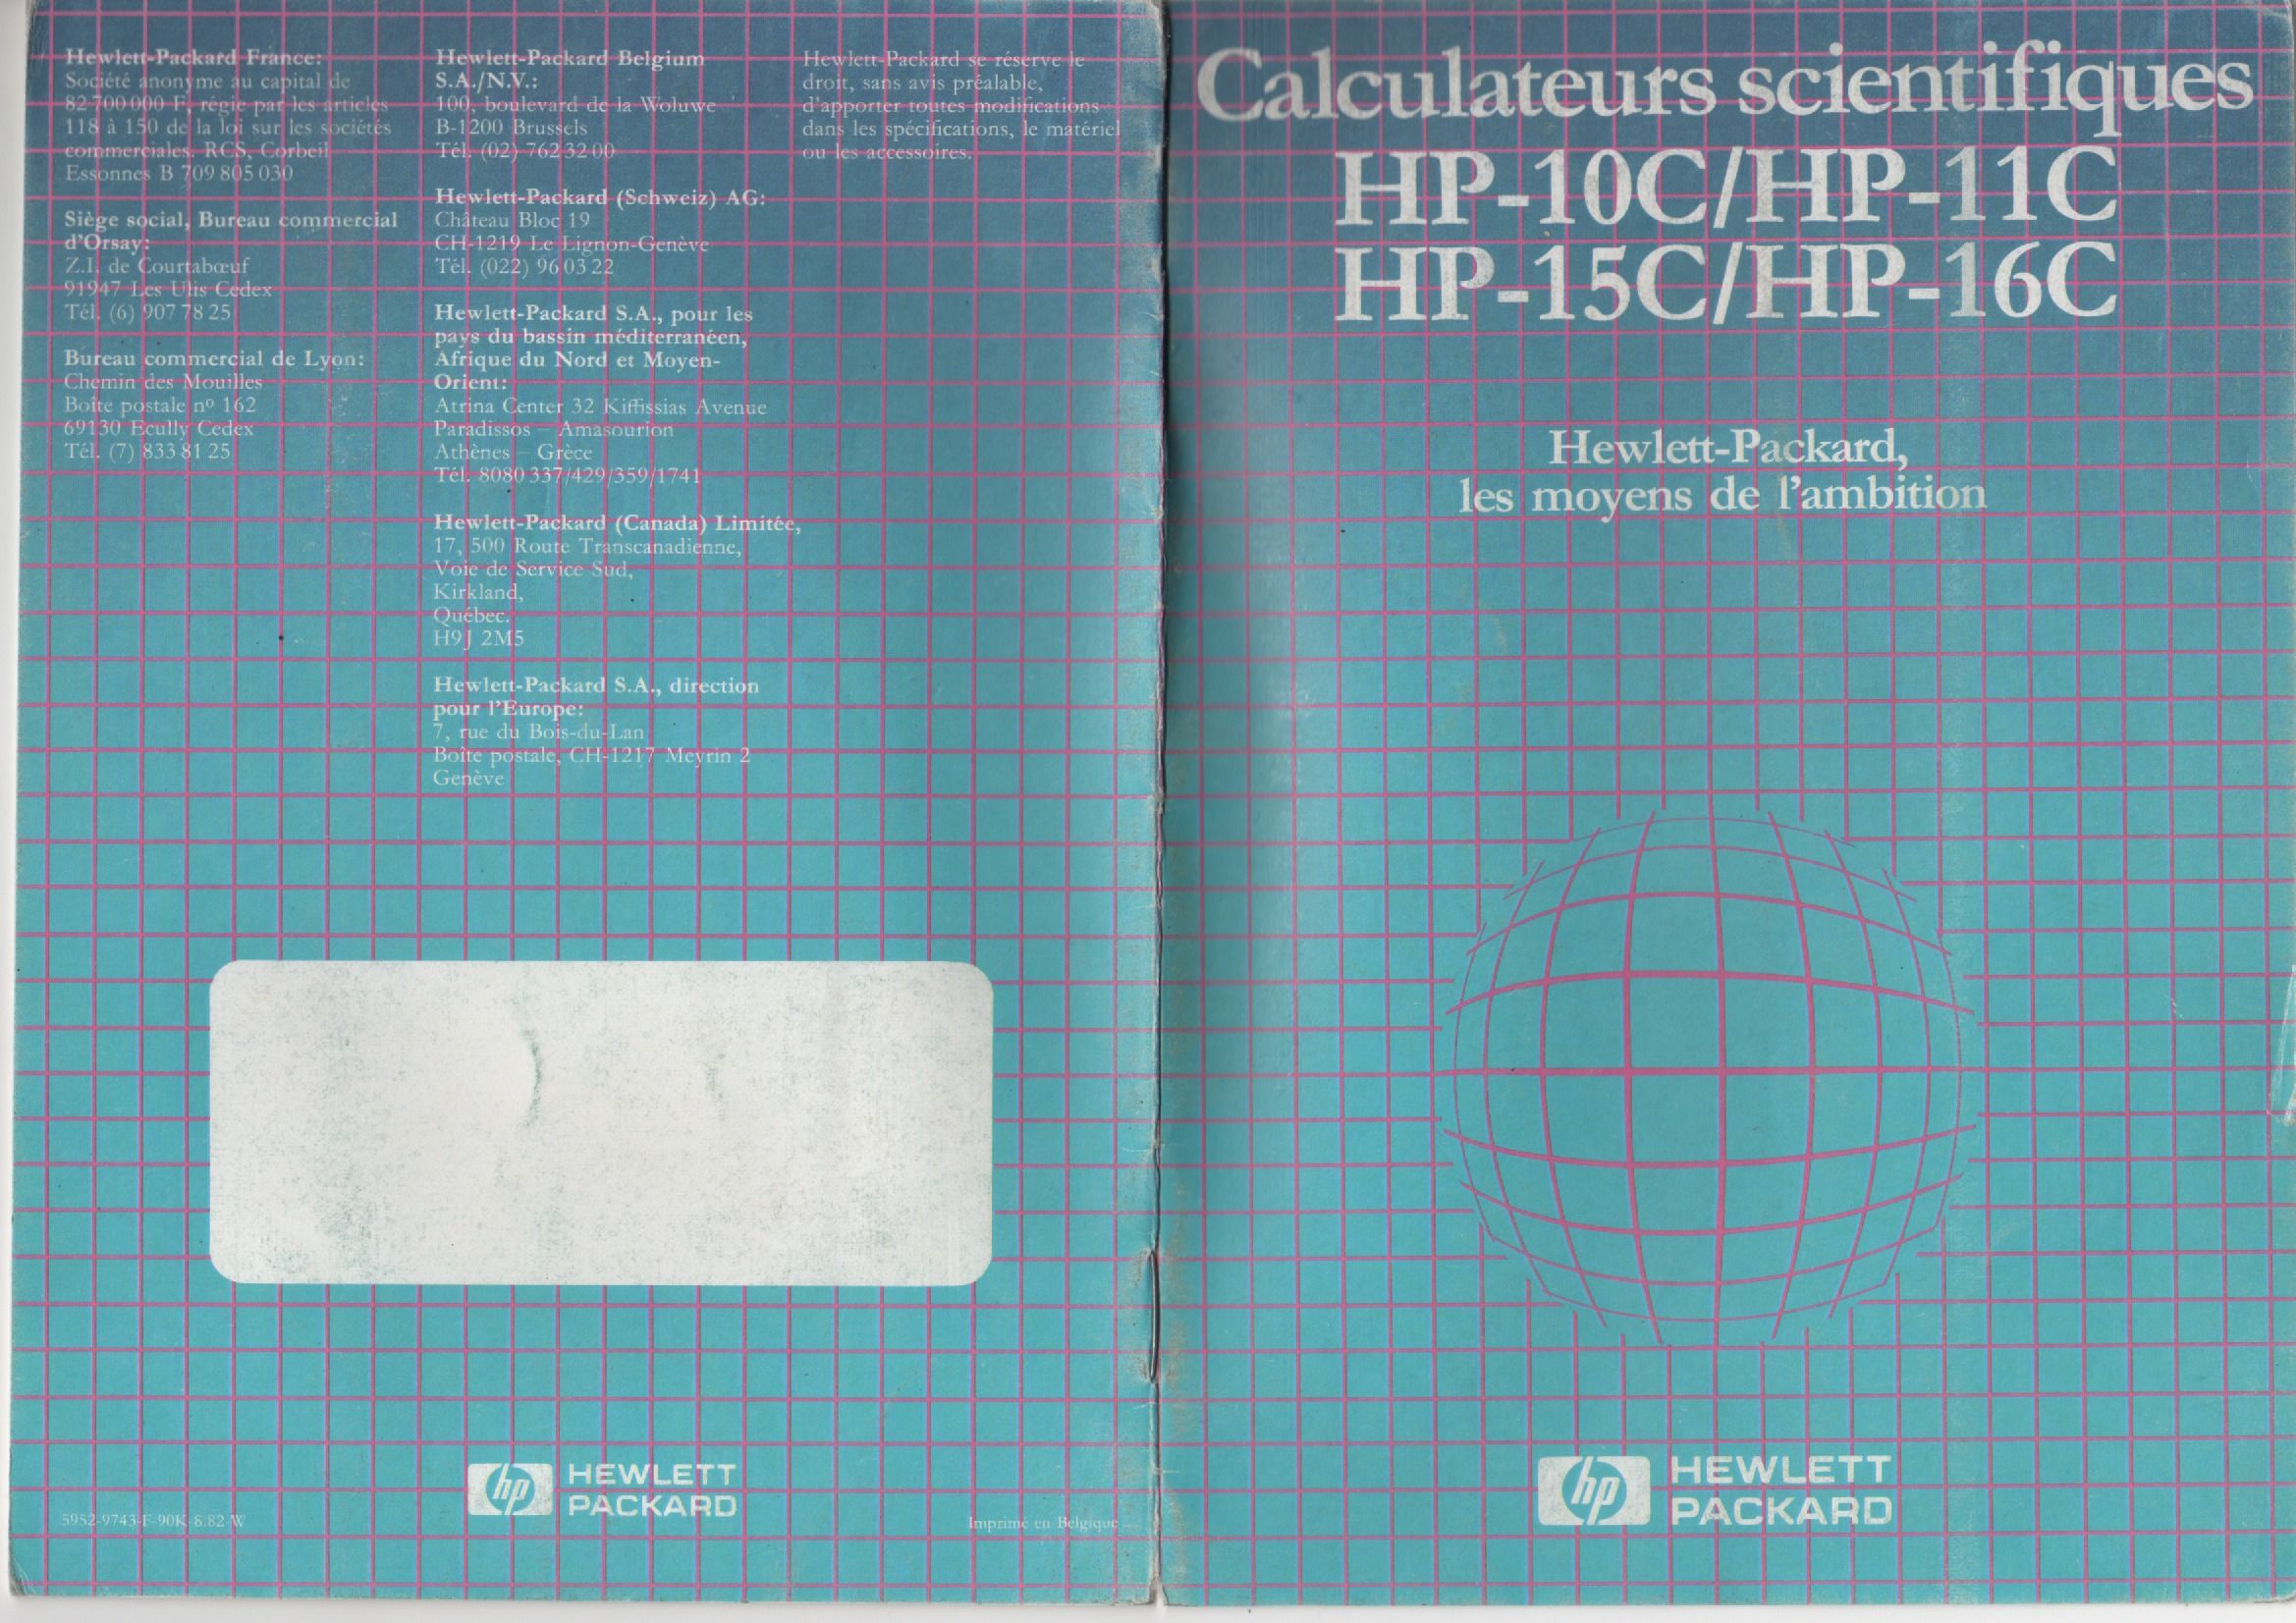 Hewlett-Packard France:
Société anonyme au capital de
82 700 000 F, régie par les articles
118 à 150 de la loi sur les sociétés
commerciales. RCS, Corbeil
Essonnes B 709 805 030
Siège social, Bureau commercial
d'Orsay:
Z.I. de Courtabœuf
91947 Les Ulis Cedex
Tél. (6) 907 78 25
Bureau commercial de Lyon:
Chemin des Mouilles
Boîte postale nº 162
69130 Ecully Cedex
Tél. (7) 833 81 25
Hewlett-Packard Belgium
S.A./N.V.:
100, boulevard de la Woluwe
B-1200 Brussels
Tél. (02) 762 32 00
Hewlett-Packard (Schweiz) AG:
Château Bloc 19
CH-1219 Le Lignon-Genève
Tél. (022) 96 03 22
Hewlett-Packard S.A., pour les
pays du bassin méditerranéen,
Afrique du Nord et Moyen-
Orient:
Atrina Center 32 Kiffissias Avenue
Paradissos – Amasourion
Athènes – Grèce
Tél. 8080 337/429/359/1741
Hewlett-Packard (Canada) Limitée,
17, 500 Route Transcanadienne,
Voie de Service Sud,
Kirkland,
Québec.
H9J 2M5
Hewlett-Packard S.A., direction
pour l'Europe:
7, rue du Bois-du-Lan
Boîte postale, CH-1217 Meyrin 2
Genève
Hewlett-Packard se réserve le
droit, sans avis préalable,
d'apporter toutes modifications
dans les spécifications, le matériel
ou les accessoires.
hp HEWLETT
PACKARD
5952-9743-F-90K-8.82-W
Imprimé en Belgique
Calculateurs scientifiques
HP-10C/HP-11C
HP-15C/HP-16C
Hewlett-Packard,
les moyens de l'ambition
hp HEWLETT
PACKARD